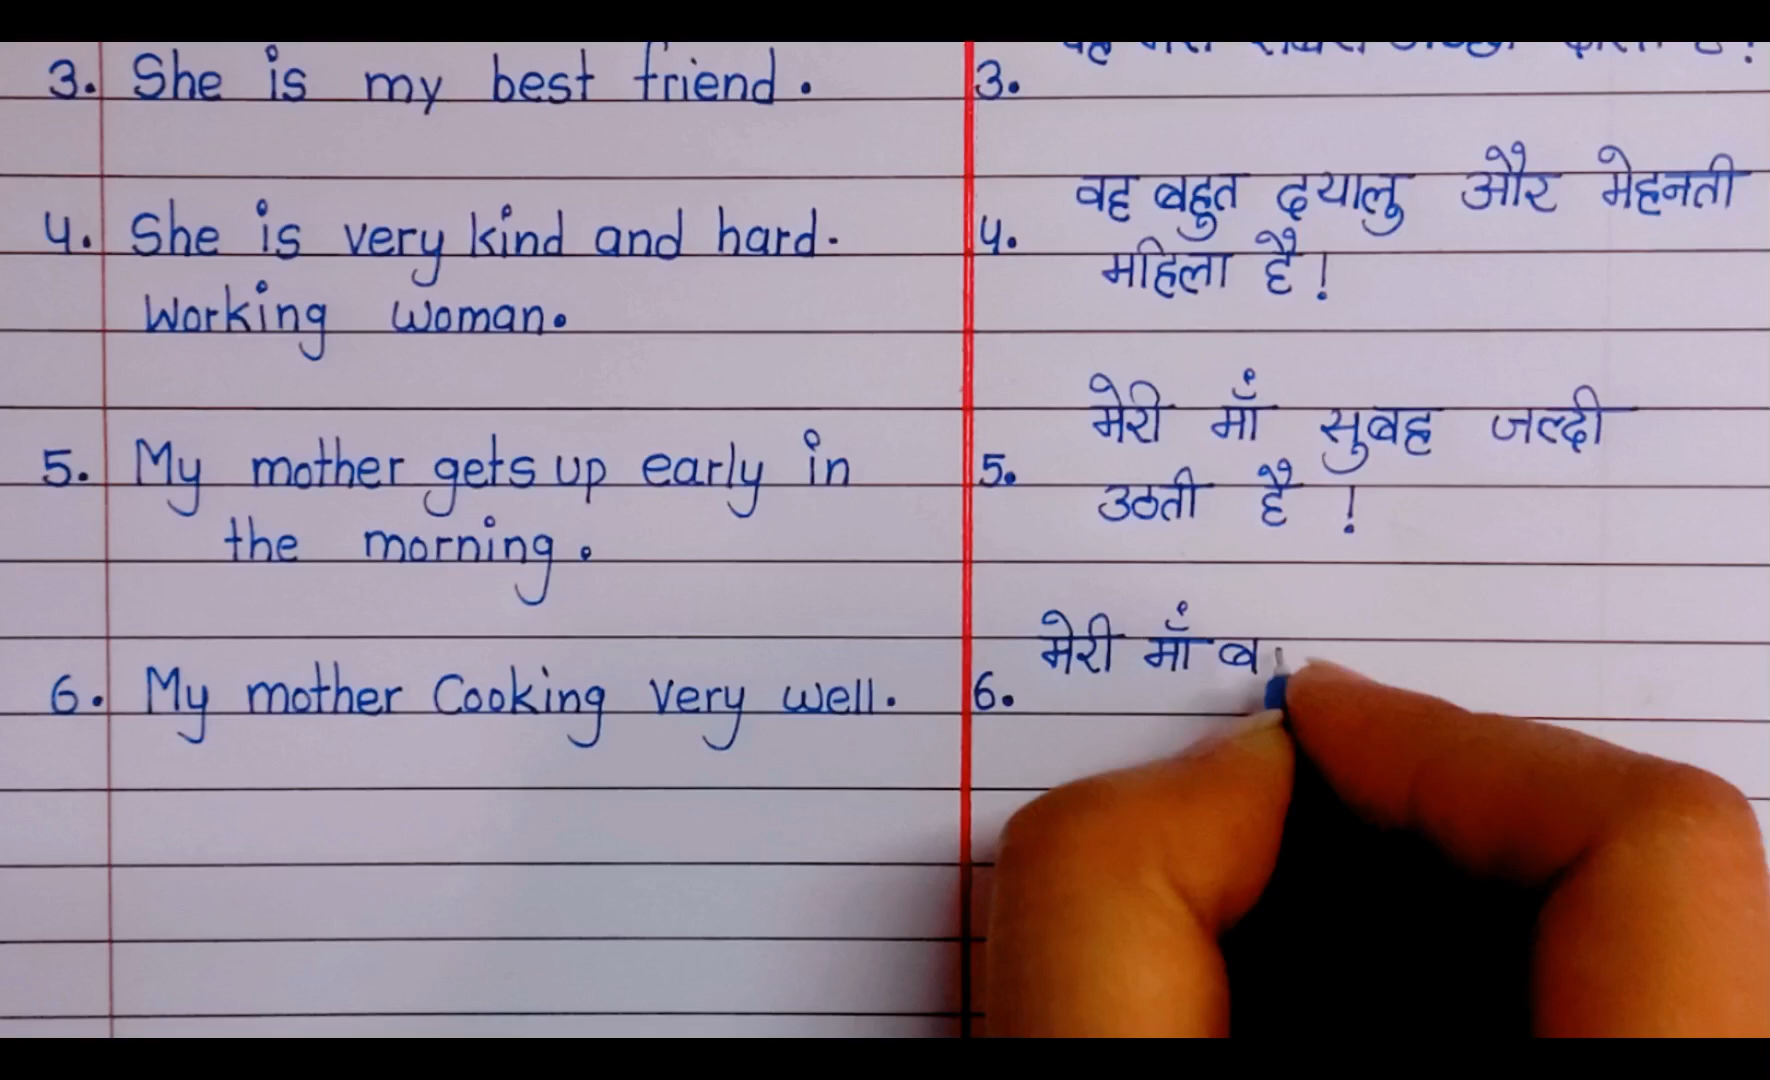 3. She is my best friend.
4. She is very kind and hard.
Working woman.
5. My mother gets up early in
the morning.
6. My mother Cooking very well.
3.
4. वह बहुत दयालु और मेहनती
महिला है!
5. मेरी माँ सुबह जल्दी
उठती है !
6. मेरी माँ ब